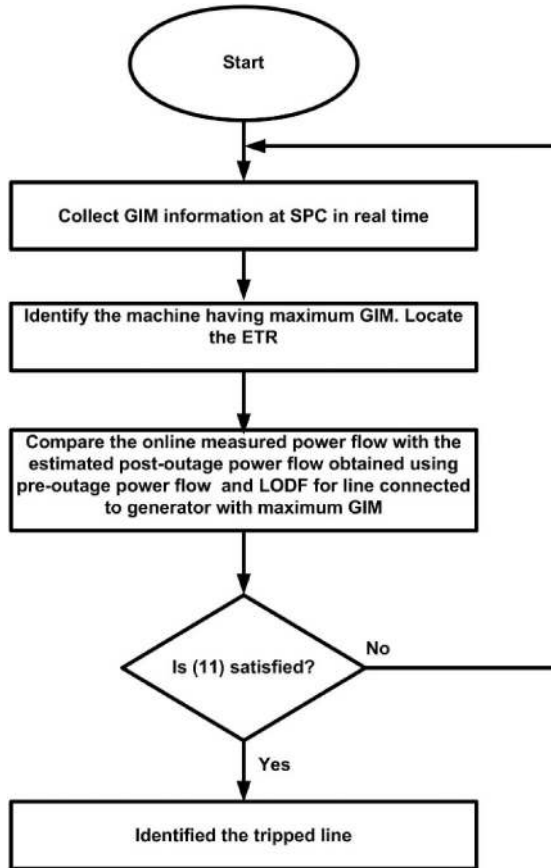 Start
Collect GIM information at SPC in real time
Identify the machine having maximum GIM. Locate
the ETR
Compare the online measured power flow with the
estimated post-outage power flow obtained using
pre-outage power flow and LODF for line connected
to generator with maximum GIM
Is (11) satisfied?
No
Yes
Identified the tripped line